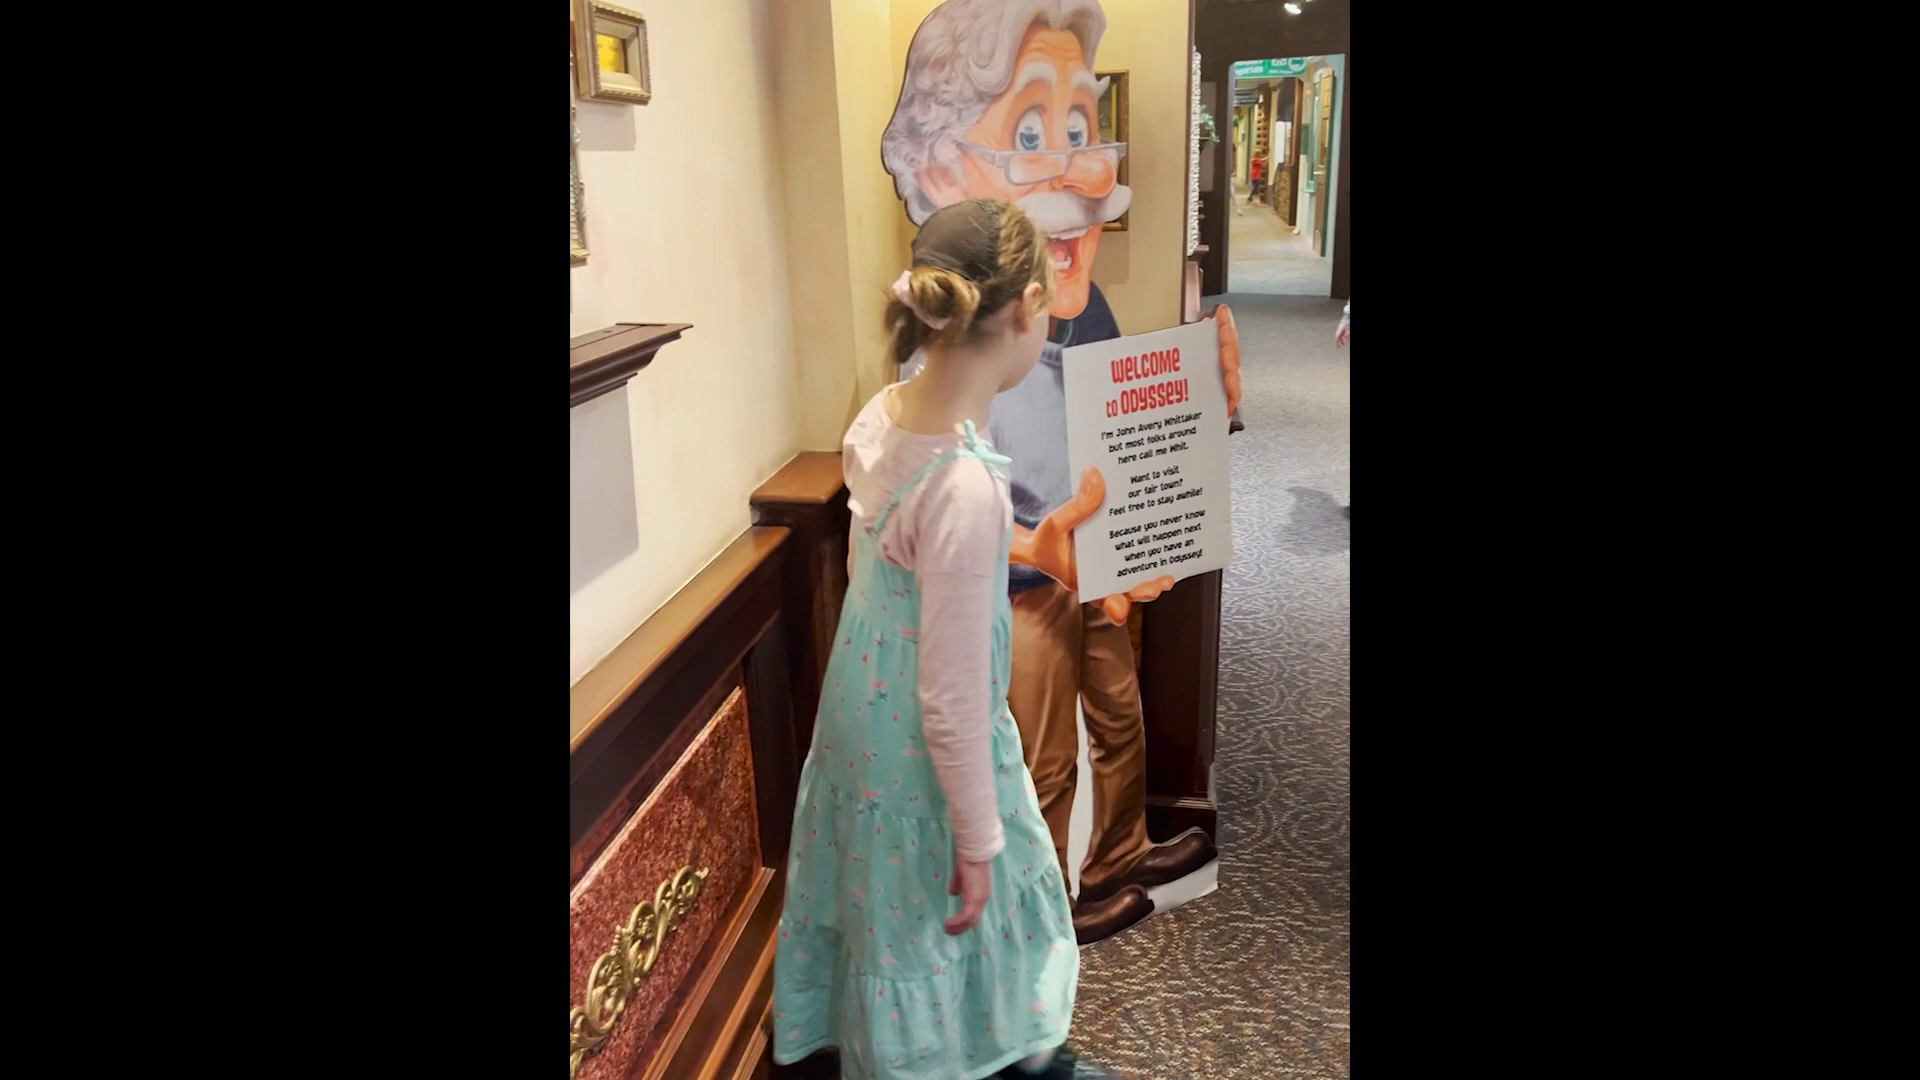 WELCOME
to ODYSSEY!
I'm John Avery Whittaker
but most folks around
here call me Whit.
Want to visit
our fair town?
Feel free to stay awhile!
Because you never know
what will happen next
when you have an
adventure in Odyssey!